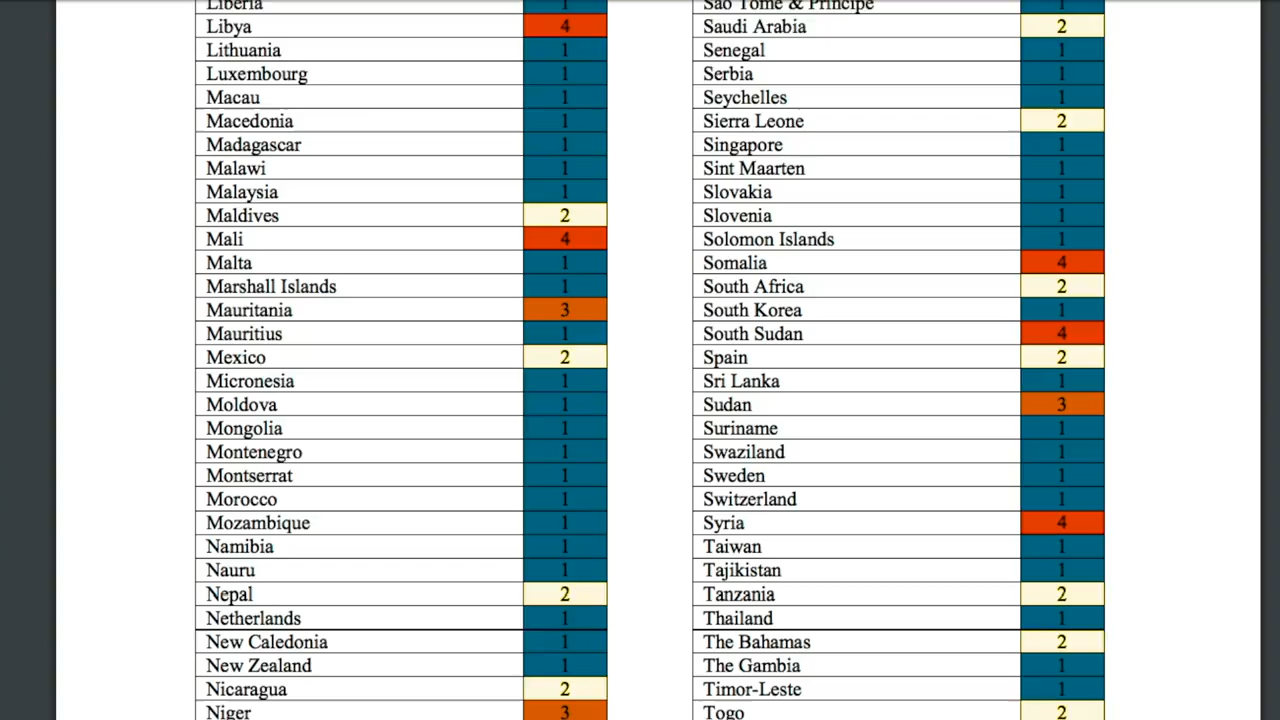 Liberia 1
Libya 4
Lithuania 1
Luxembourg 1
Macau 1
Macedonia 1
Madagascar 1
Malawi 1
Malaysia 1
Maldives 2
Mali 4
Malta 1
Marshall Islands 1
Mauritania 3
Mauritius 1
Mexico 2
Micronesia 1
Moldova 1
Mongolia 1
Montenegro 1
Montserrat 1
Morocco 1
Mozambique 1
Namibia 1
Nauru 1
Nepal 2
Netherlands 1
New Caledonia 1
New Zealand 1
Nicaragua 2
Niger 3
Sao Tome & Principe 1
Saudi Arabia 2
Senegal 1
Serbia 1
Seychelles 1
Sierra Leone 2
Singapore 1
Sint Maarten 1
Slovakia 1
Slovenia 1
Solomon Islands 1
Somalia 4
South Africa 2
South Korea 1
South Sudan 4
Spain 2
Sri Lanka 1
Sudan 3
Suriname 1
Swaziland 1
Sweden 1
Switzerland 1
Syria 4
Taiwan 1
Tajikistan 1
Tanzania 2
Thailand 1
The Bahamas 2
The Gambia 1
Timor-Leste 1
Togo 2